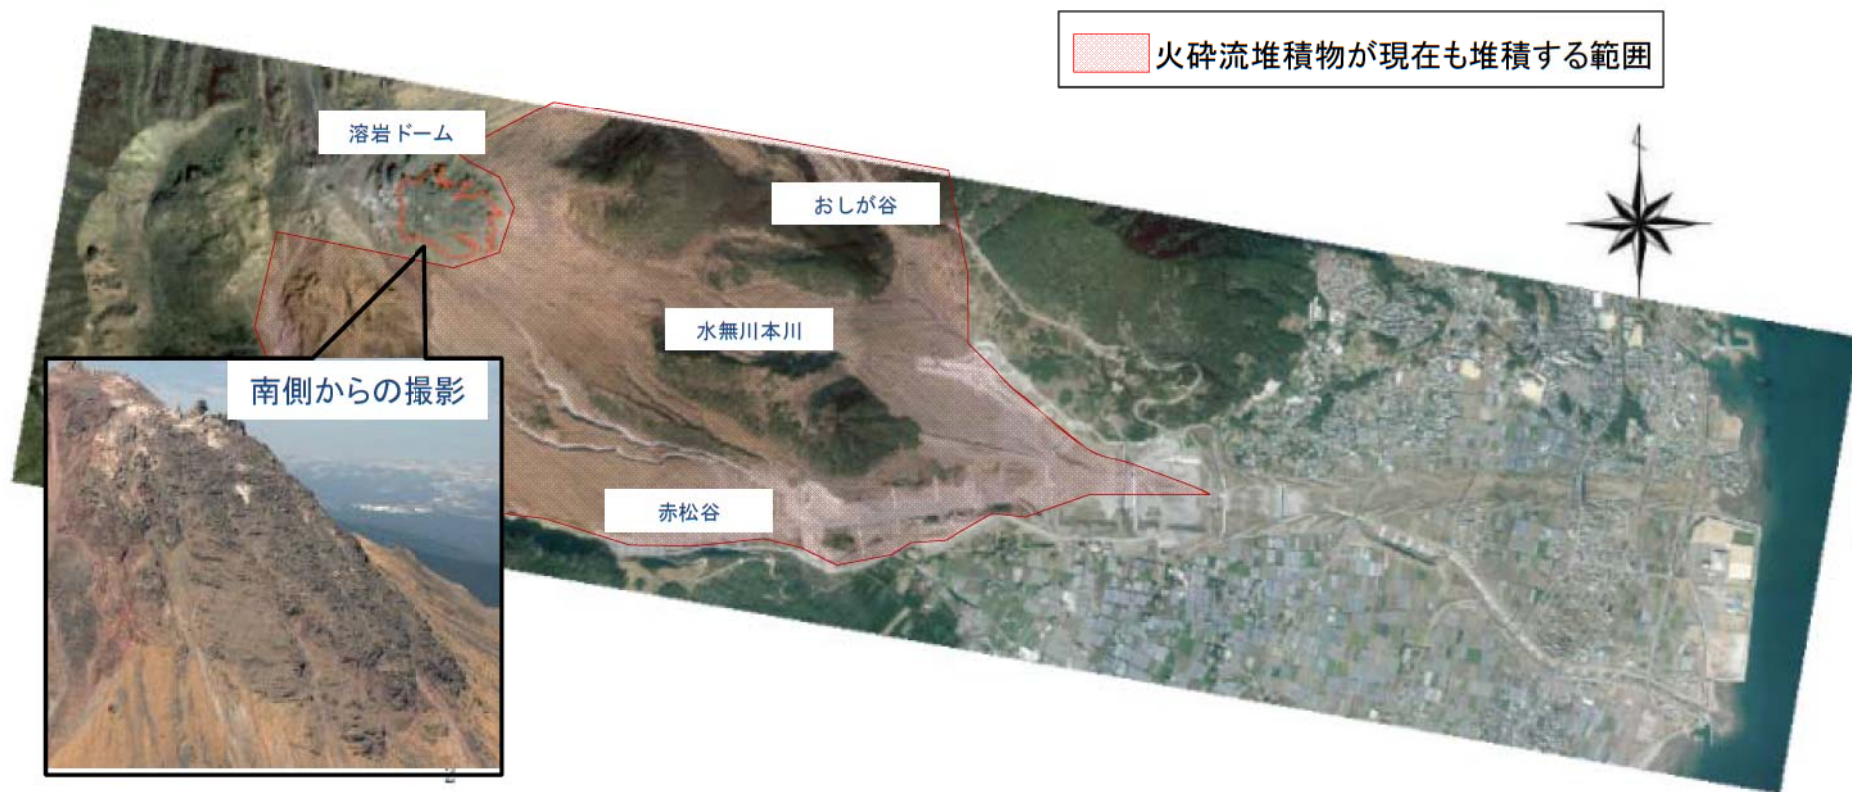 火砕流堆積物が現在も堆積する範囲
溶岩ドーム
おしが谷
水無川本川
南側からの撮影
赤松谷